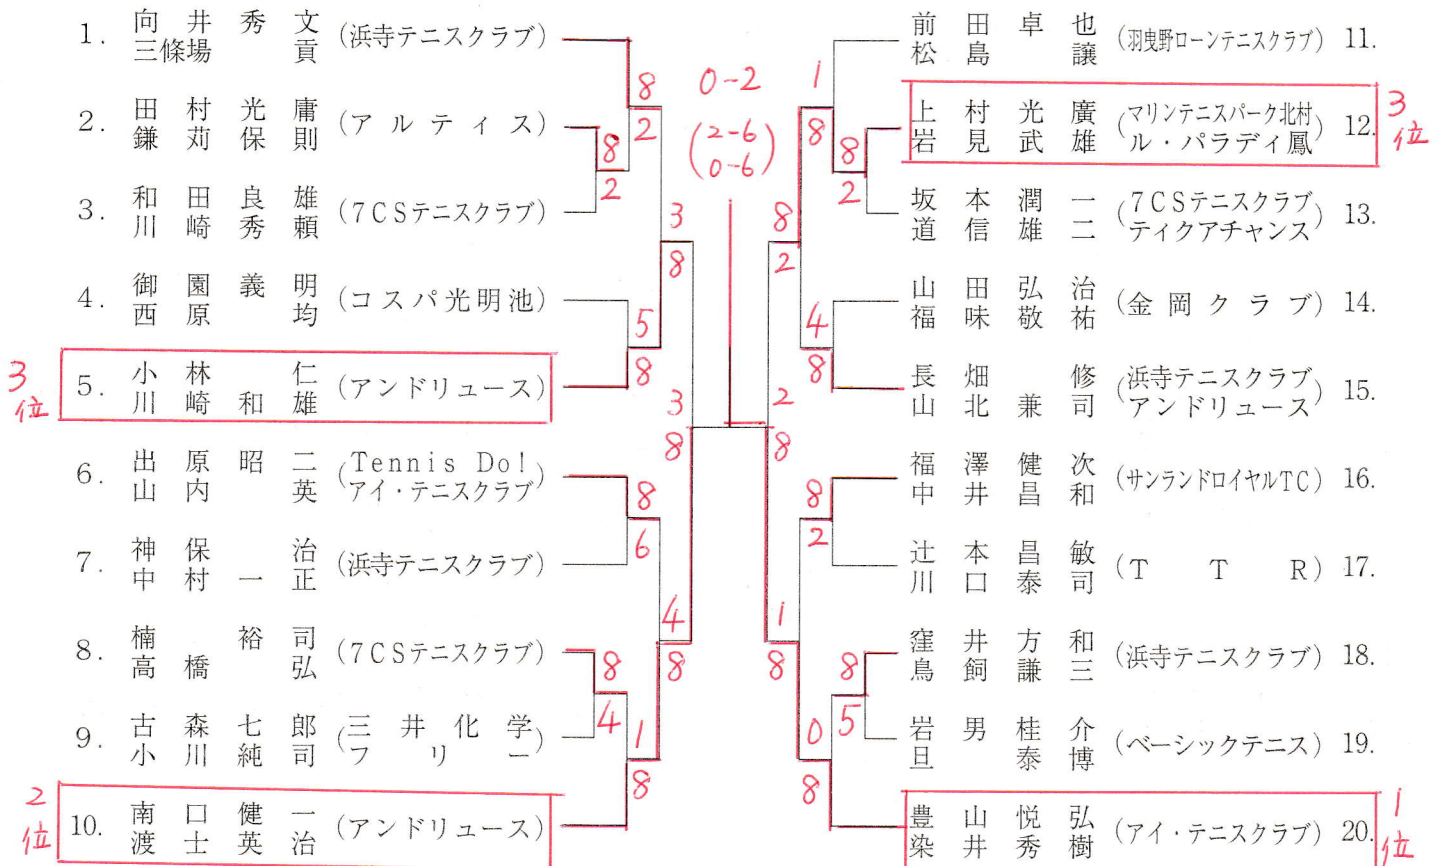 1. 向井秀文 (浜寺テニスクラブ)
三條場 貢
8
2. 田村光庸 (アルティス)
鎌苅保則
2
8
2
3. 和田良雄 (7CSテニスクラブ)
川崎秀頼
3
8
4. 御園義明 (コスパ光明池)
西原 均
5
8
3位
5. 小林 仁 (アンドリュース)
川崎和雄
3
8
6. 出原昭二 (Tennis Do!
山内 英 アイ・テニスクラブ)
8
6
7. 神保 治 (浜寺テニスクラブ)
中村一正
4
8
8. 楠 裕司 (7CSテニスクラブ)
高橋 弘
8
4
9. 古森七郎 (三井化学
小川純司 フリー)
1
8
2位
10. 南口健一 (アンドリュース)
渡士英治
0-2
(2-6
0-6)
前田卓也 (羽曳野ローンテニスクラブ) 11.
松島 譲
1
8
上村光廣 (マリンテニスパーク北村 12.
岩見武雄 ル・パラディ鳳)
3位
8
2
坂本潤一 (7CSテニスクラブ 13.
道信雄二 ティクアチャンス)
8
2
山田弘治 (金岡クラブ) 14.
福味敬祐
4
8
長畑 修 (浜寺テニスクラブ 15.
山北兼司 アンドリュース)
2
8
福澤健次 (サンランドロイヤルTC) 16.
中井昌和
8
2
辻本昌敏 (TTR) 17.
川口泰司
1
8
窪井方和 (浜寺テニスクラブ) 18.
鳥飼謙三
8
5
岩男桂介 (ベーシックテニス) 19.
旦 泰博
0
8
豊山悦弘 (アイ・テニスクラブ) 20.
染井秀樹
1位